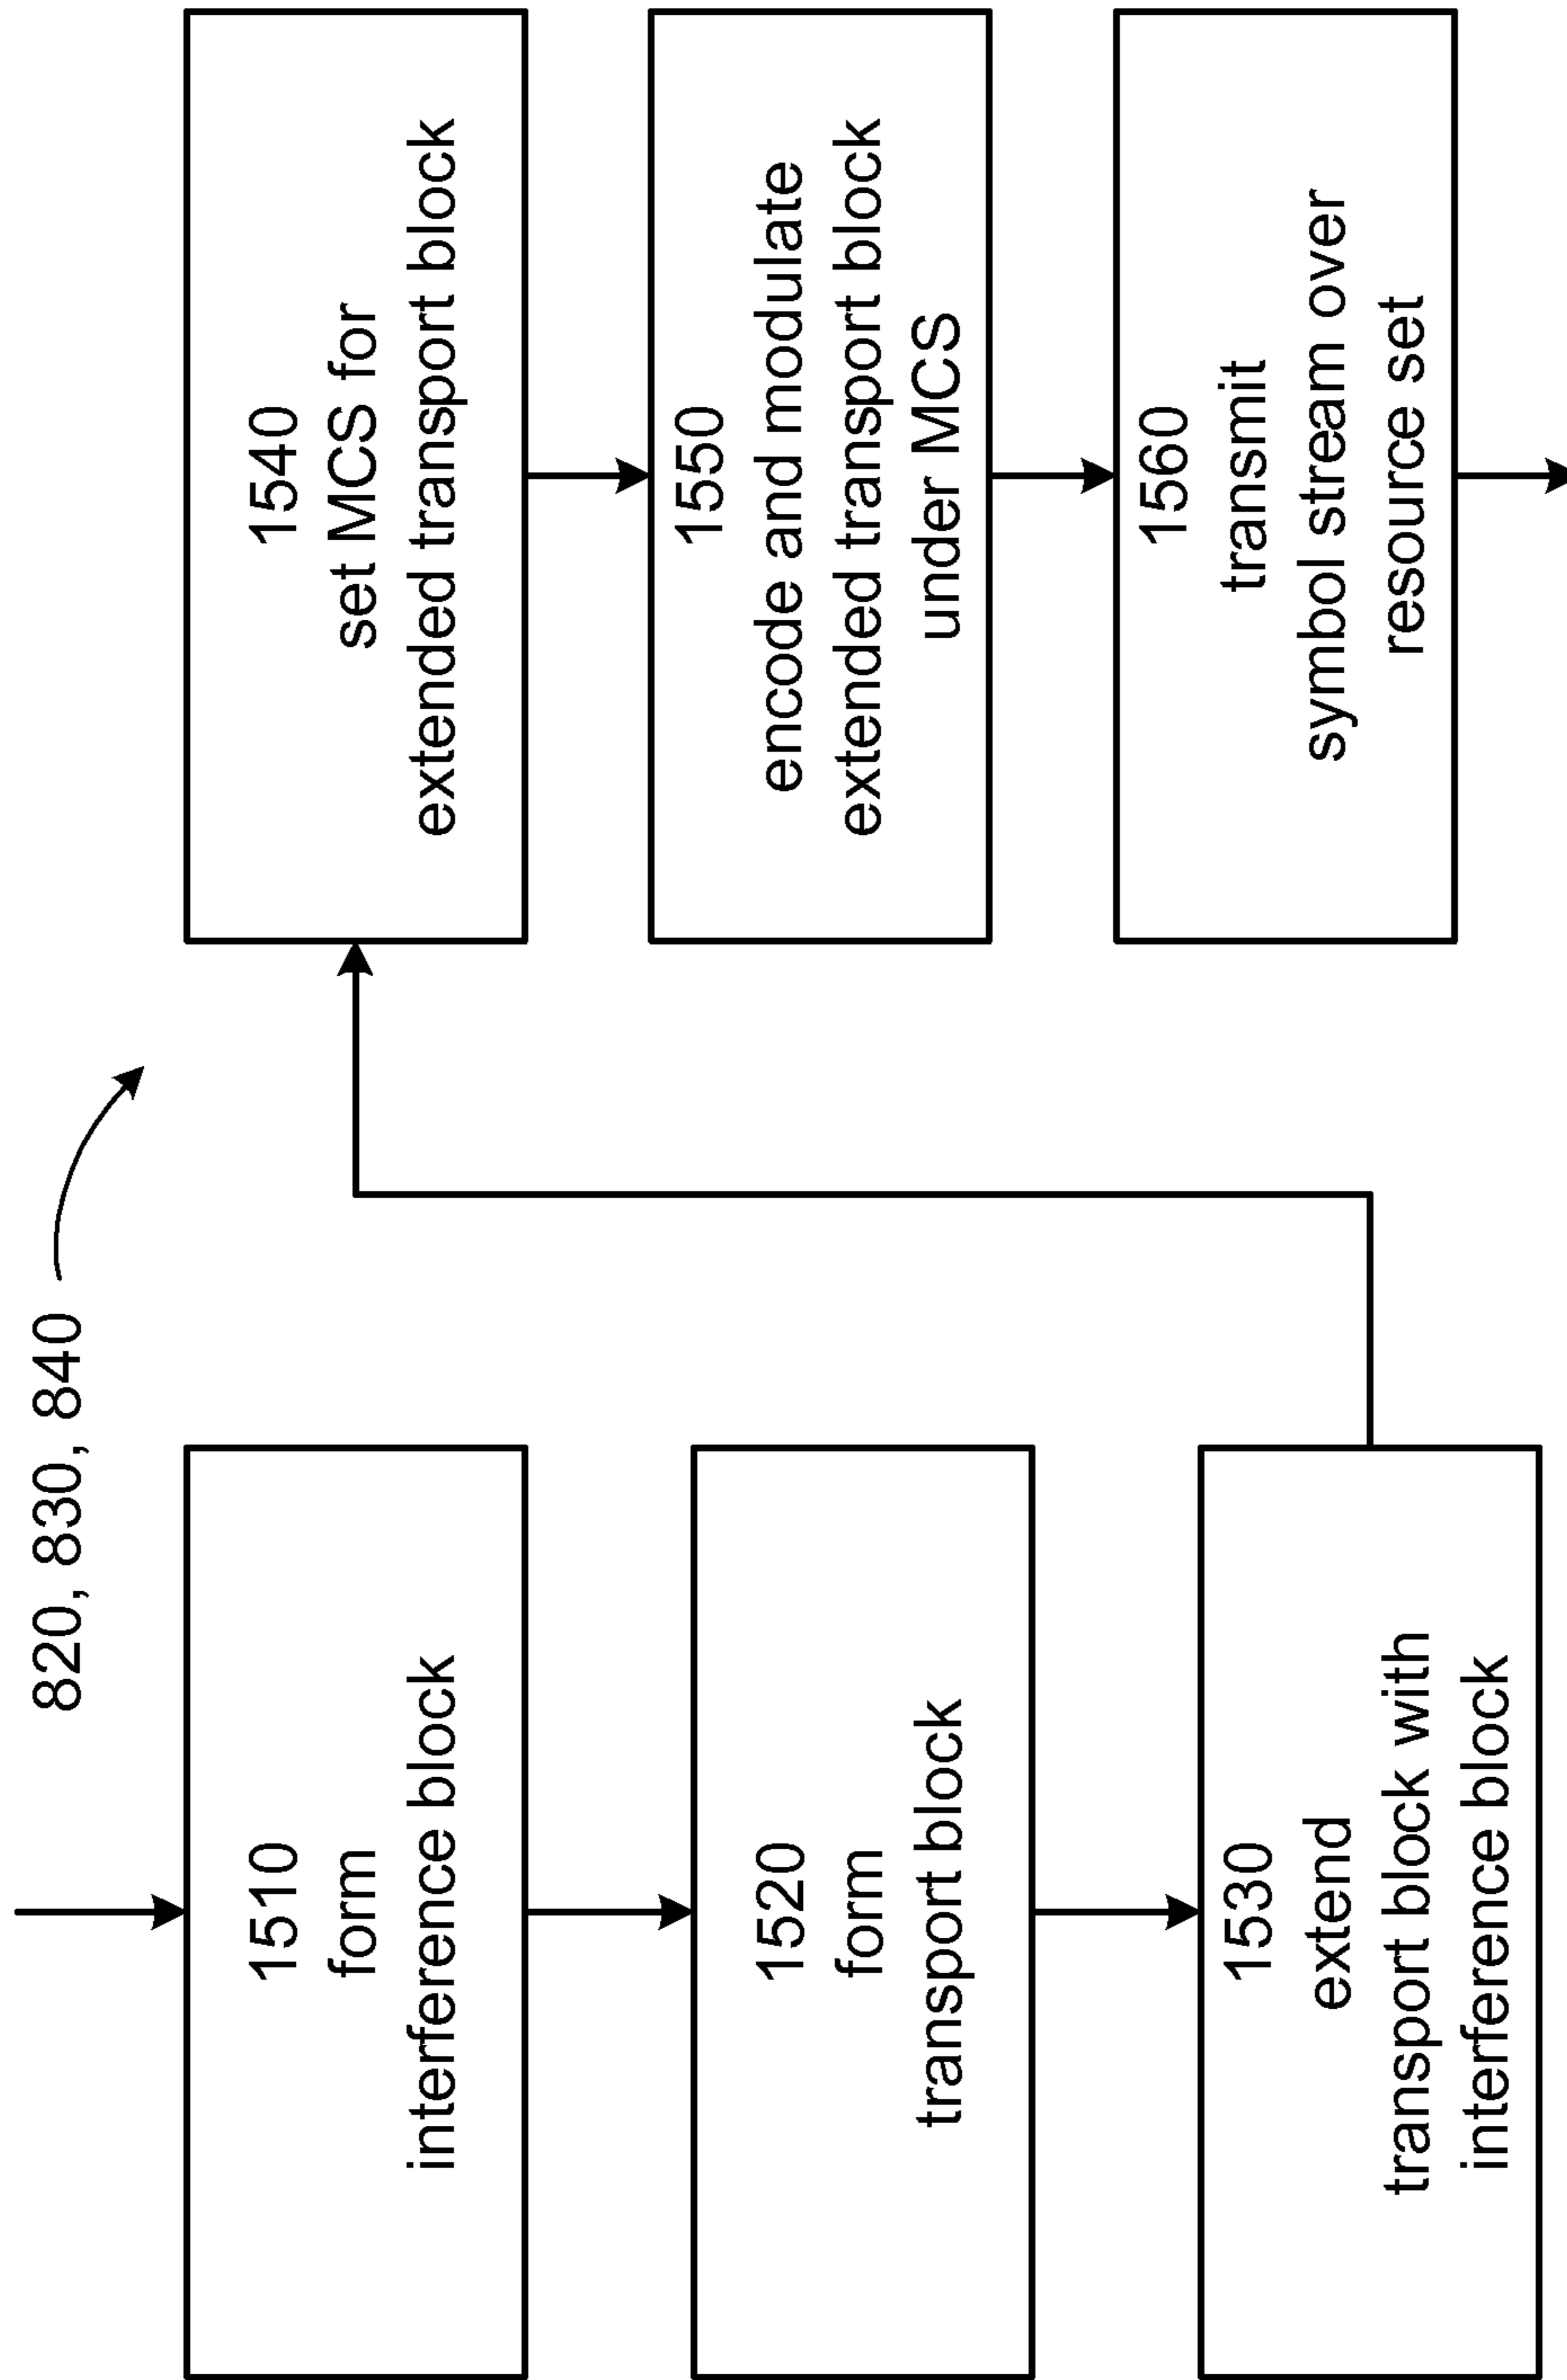 820, 830, 840
1510
form
interference block
1520
form
transport block
1530
extend
transport block with
interference block
1540
set MCS for
extended transport block
1550
encode and modulate
extended transport block
under MCS
1560
transmit
symbol stream over
resource set